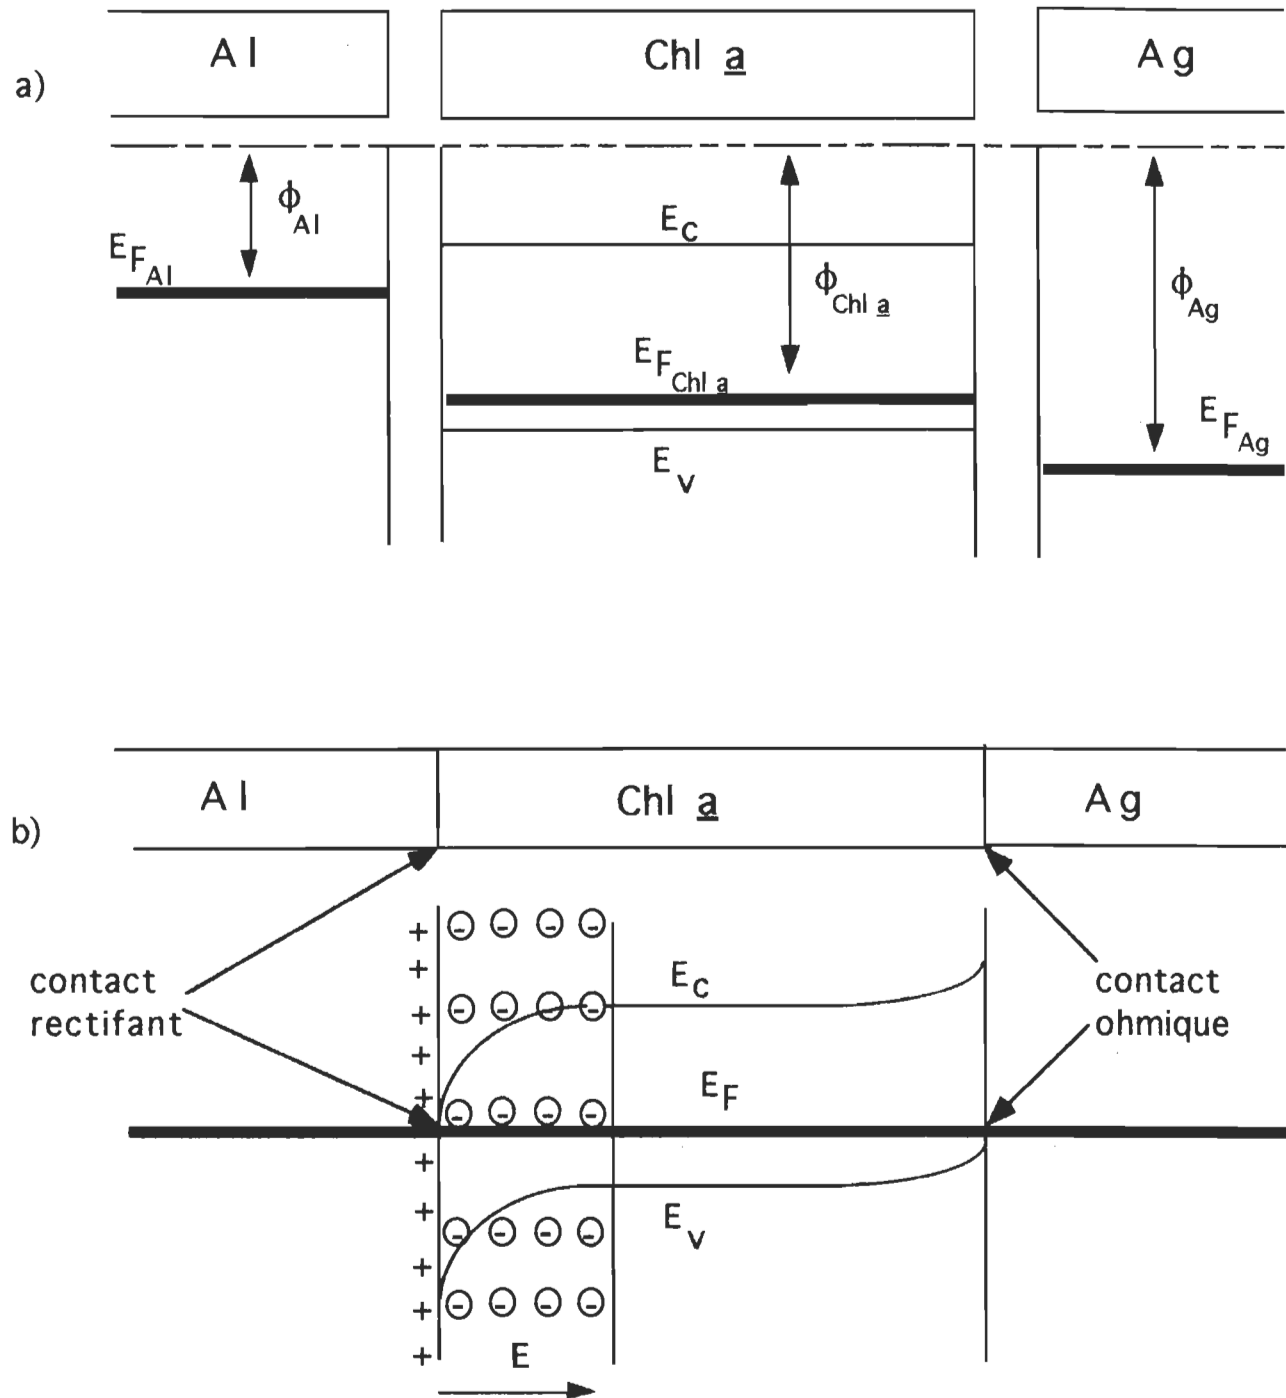 a)
Al
Chl a
Ag
ϕAl
EFAl
Ec
ϕChl a
EFChl a
Ev
ϕAg
EFAg
b)
Al
Chl a
Ag
+ - - - -
+
+ - - - -
+
+ - - - -
+
+ - - - -
+
+ - - - -
+
contact
rectifant
Ec
EF
Ev
contact
ohmique
E